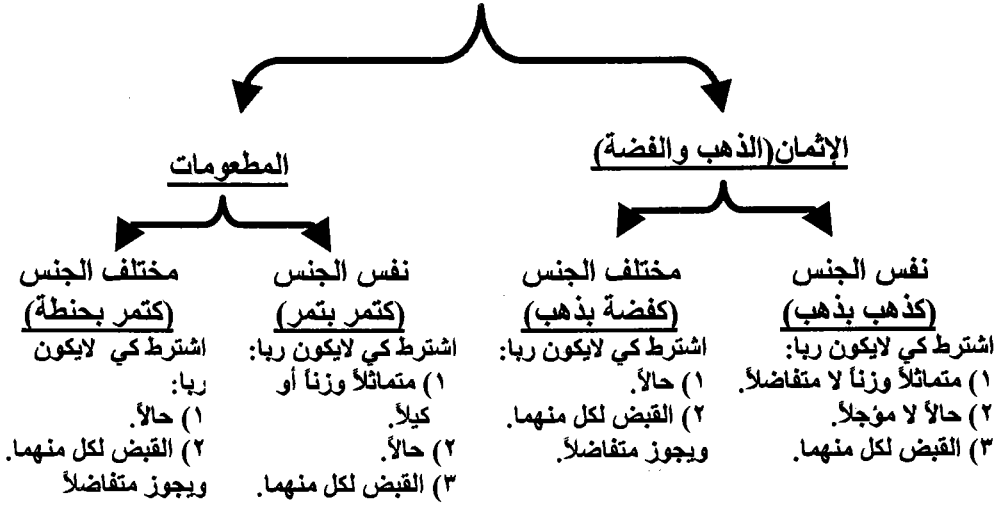 الإثمان(الذهب والفضة)
نفس الجنس
(كذهب بذهب)
اشترط كي لايكون ربا:
١) متماثلاً وزناً لا متفاضلاً.
٢) حالاً لا مؤجلاً.
٣) القبض لكل منهما.
مختلف الجنس
(كفضة بذهب)
اشترط كي لايكون ربا:
١) حالاً.
٢) القبض لكل منهما.
ويجوز متفاضلاً.
المطعومات
نفس الجنس
(كتمر بتمر)
اشترط كي لايكون ربا:
١) متماثلاً وزناً أو
كيلاً.
٢) حالاً.
٣) القبض لكل منهما.
مختلف الجنس
(كتمر بحنطة)
اشترط كي لايكون
ربا:
١) حالاً.
٢) القبض لكل منهما.
ويجوز متفاضلاً